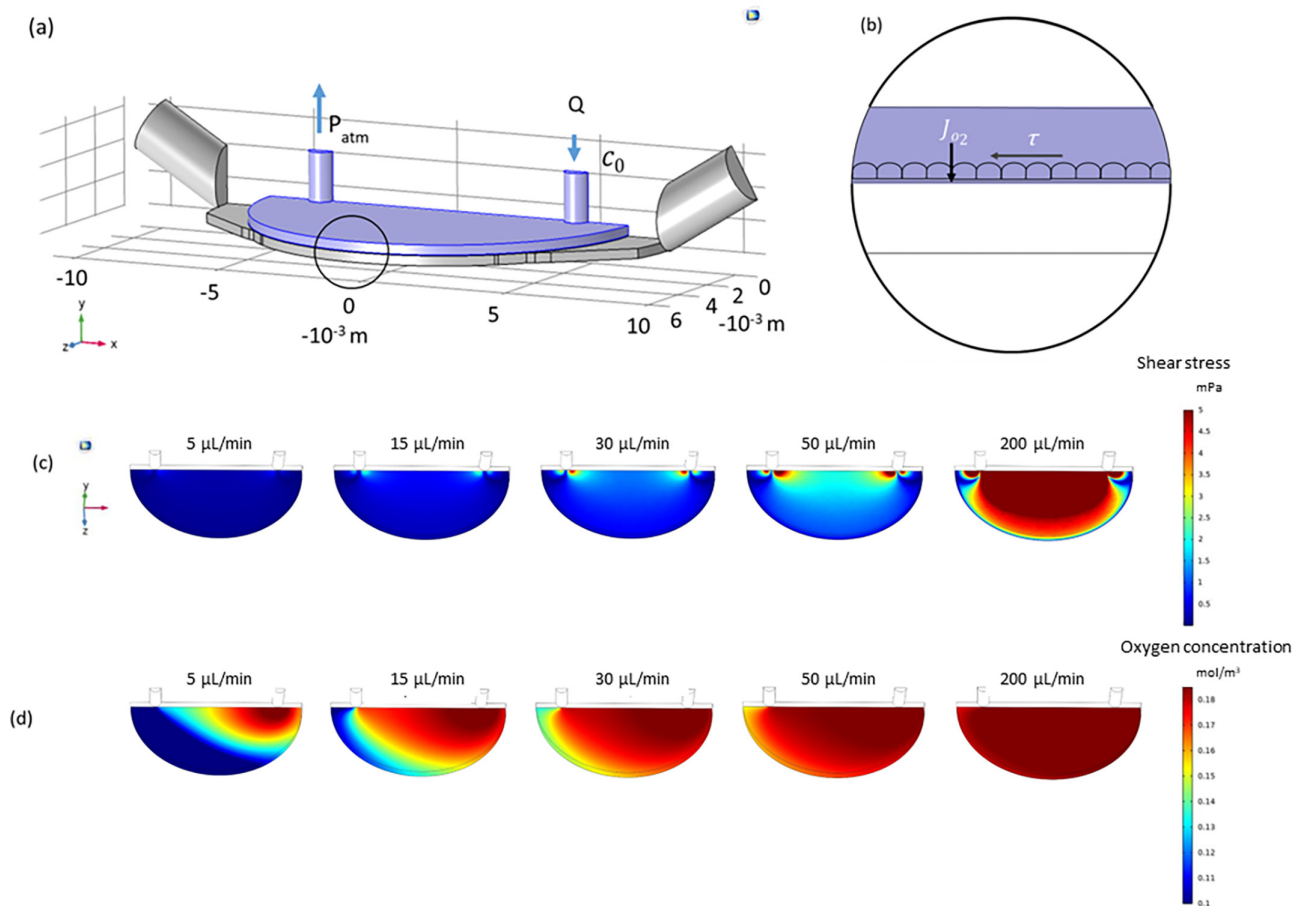 (a)
P_atm
Q
C_0
-10
-5
0
5
10
6
4
2
0
-10⁻³ m
-10⁻³ m
y
z
x
(b)
J_{o2}
τ
Shear stress
mPa
5
4.5
4
3.5
3
2.5
2
1.5
1
0.5
(c)
5 µL/min
15 µL/min
30 µL/min
50 µL/min
200 µL/min
y
z
Oxygen concentration
mol/m³
0.18
0.17
0.16
0.15
0.14
0.13
0.12
0.11
0.1
(d)
5 µL/min
15 µL/min
30 µL/min
50 µL/min
200 µL/min